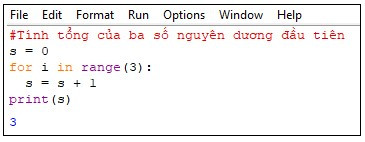 File Edit Format Run Options Window Help
#Tính tổng của ba số nguyên dương đầu tiên
s = 0
for i in range(3):
  s = s + 1
print(s)
3